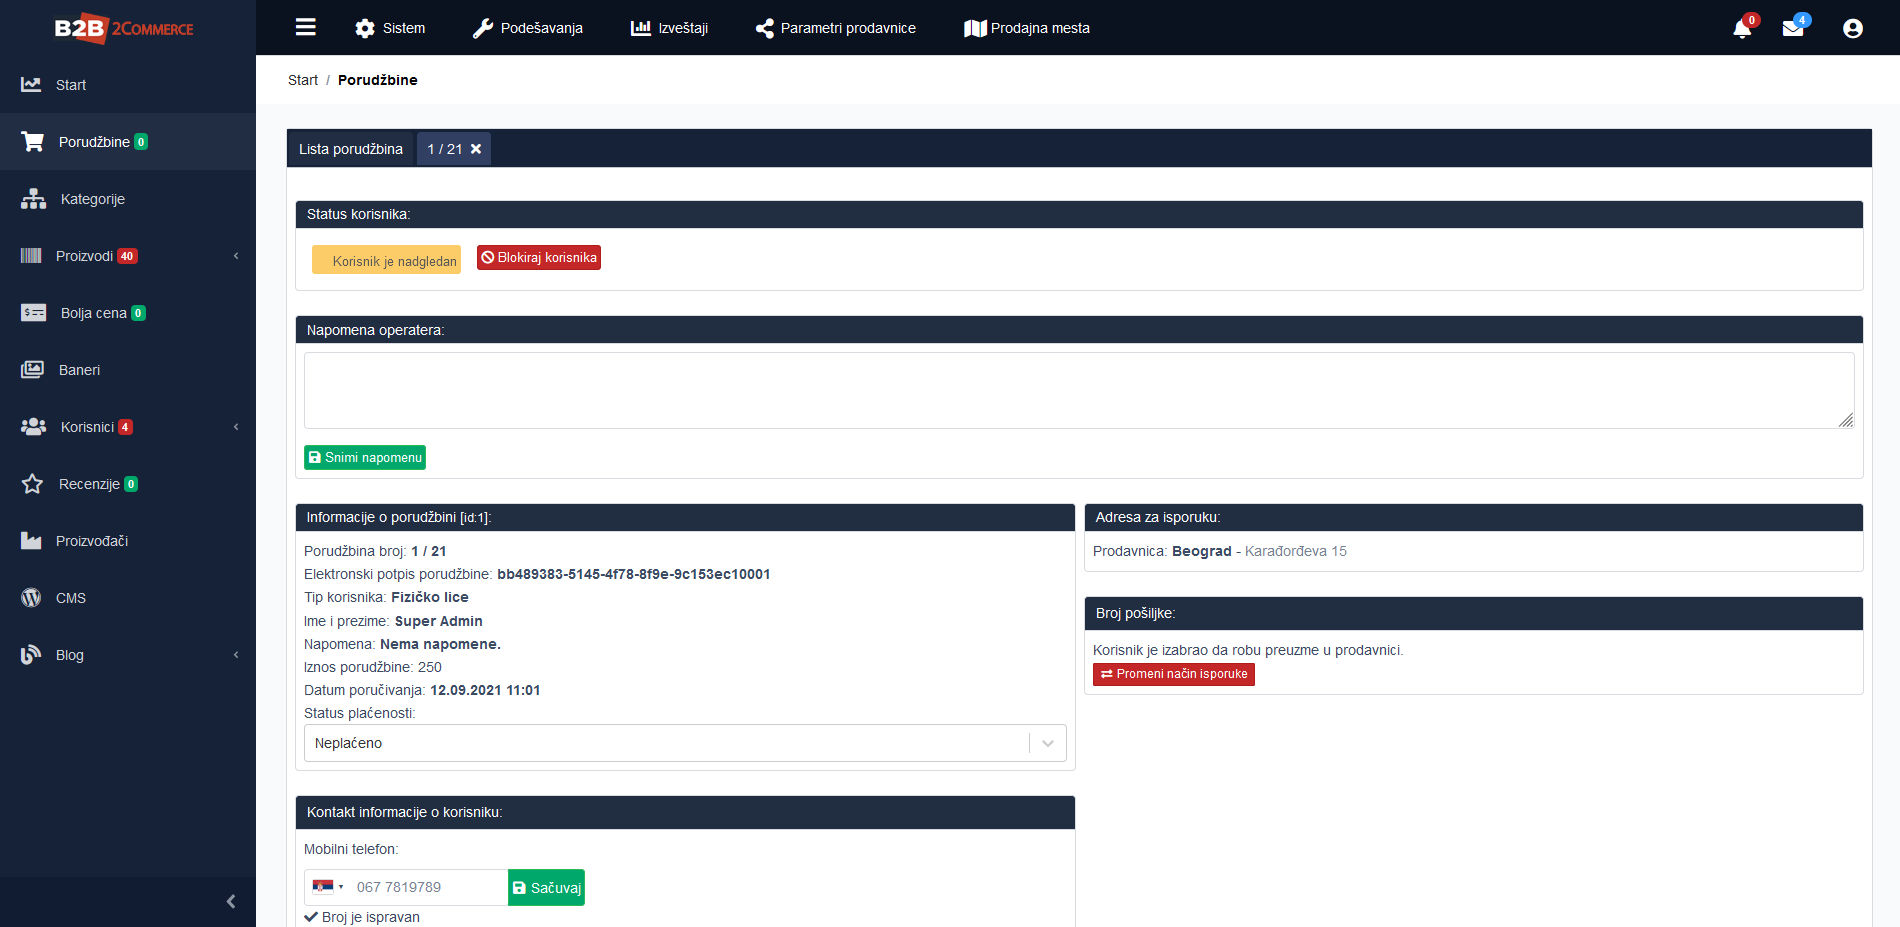 B2B 2COMMERCE
Sistem
Podešavanja
Izveštaji
Parametri prodavnice
Prodajna mesta
0
4
Start
Porudžbine 0
Kategorije
Proizvodi 40
Bolja cena 0
Baneri
Korisnici 4
Recenzije 0
Proizvođači
CMS
Blog
Start / Porudžbine
Lista porudžbina
1 / 21
Status korisnika:
Korisnik je nadgledan
Blokiraj korisnika
Napomena operatera:
Snimi napomenu
Informacije o porudžbini [id:1]:
Porudžbina broj: 1 / 21
Elektronski potpis porudžbine: bb489383-5145-4f78-8f9e-9c153ec10001
Tip korisnika: Fizičko lice
Ime i prezime: Super Admin
Napomena: Nema napomene.
Iznos porudžbine: 250
Datum poručivanja: 12.09.2021 11:01
Status plaćenosti:
Neplaćeno
Adresa za isporuku:
Prodavnica: Beograd - Karađorđeva 15
Broj pošiljke:
Korisnik je izabrao da robu preuzme u prodavnici.
Promeni način isporuke
Kontakt informacije o korisniku:
Mobilni telefon:
067 7819789
Sačuvaj
Broj je ispravan